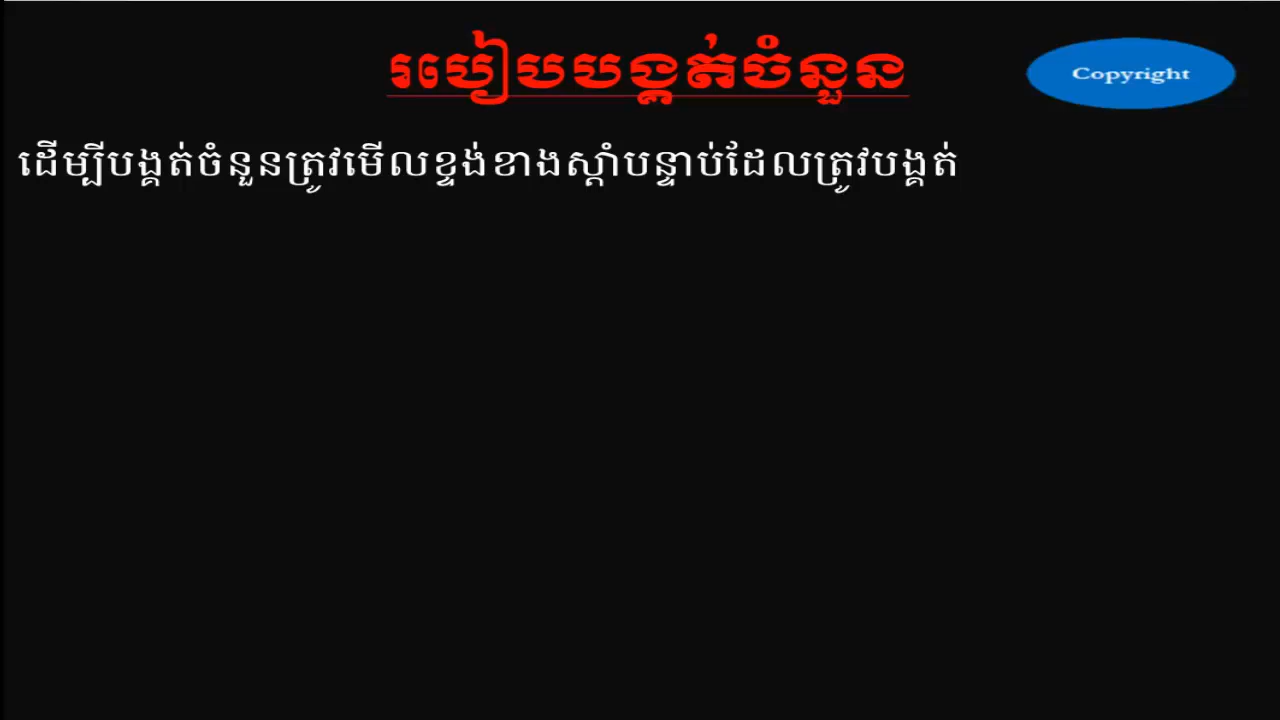 របៀបបង្គត់ចំនួន
Copyright
ដើម្បីបង្គត់ចំនួនត្រូវមើលខ្ទង់ខាងស្តាំបន្ទាប់ដែលត្រូវបង្គត់